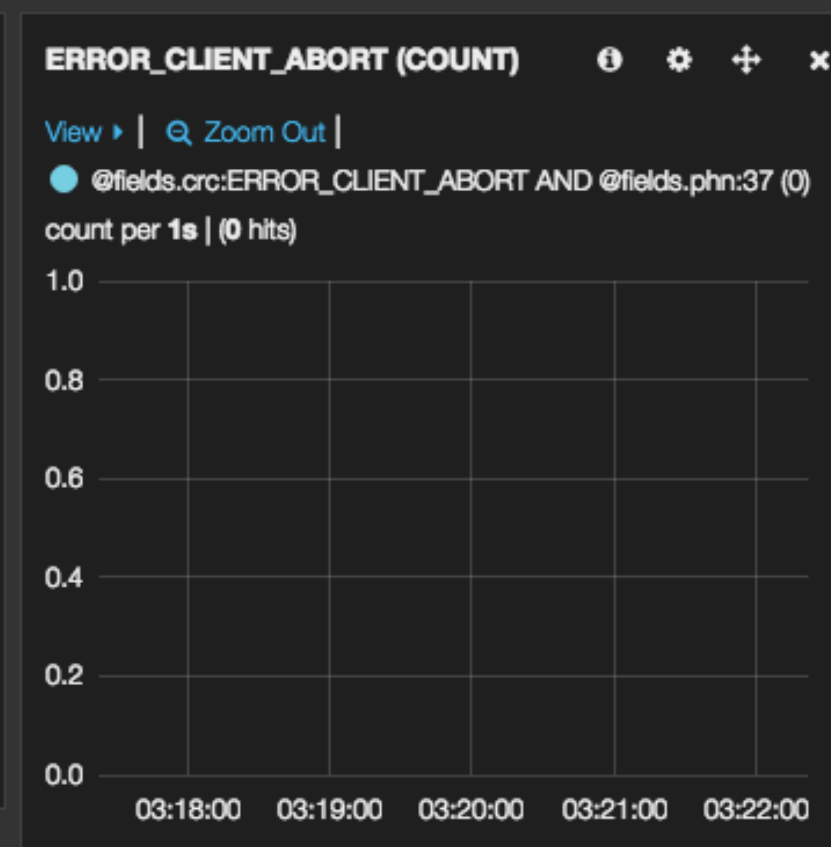 ERROR_CLIENT_ABORT (COUNT)
View | Zoom Out |
@fields.crc:ERROR_CLIENT_ABORT AND @fields.phn:37 (0)
count per 1s | (0 hits)
1.0
0.8
0.6
0.4
0.2
0.0
03:18:00 03:19:00 03:20:00 03:21:00 03:22:00